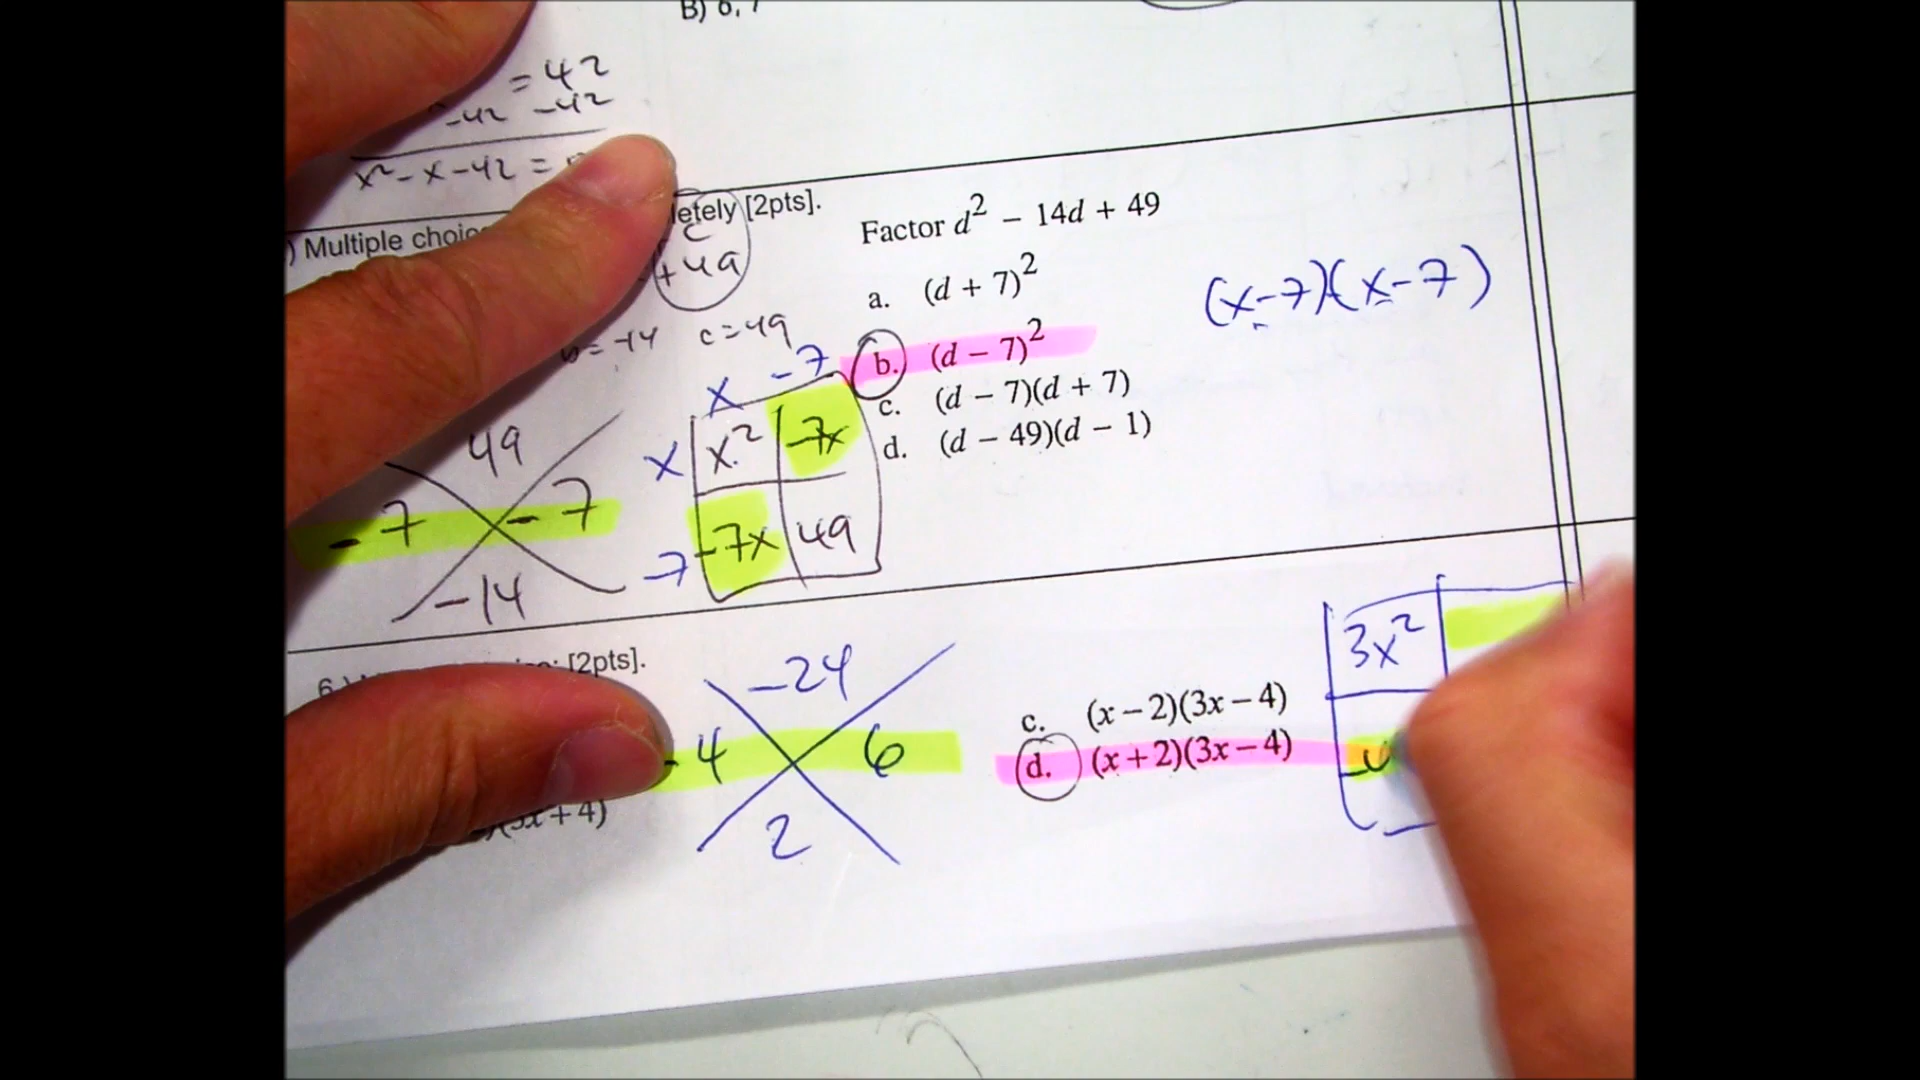 B) 6, 7
= 42
-42 -42
x² - x - 42 =
) Multiple choic
letely [2pts].
c
+49
b = -14 c = 49
49
-7 -7
-14
x -7
x x² -7x
-7 -7x 49
Factor d² − 14d + 49
a. (d + 7)²
b. (d − 7)²
c. (d − 7)(d + 7)
d. (d − 49)(d − 1)
(x-7)(x-7)
6.)
[2pts].
-24
-4 6
2
(3x + 4)
c. (x − 2)(3x − 4)
d. (x + 2)(3x − 4)
3x²